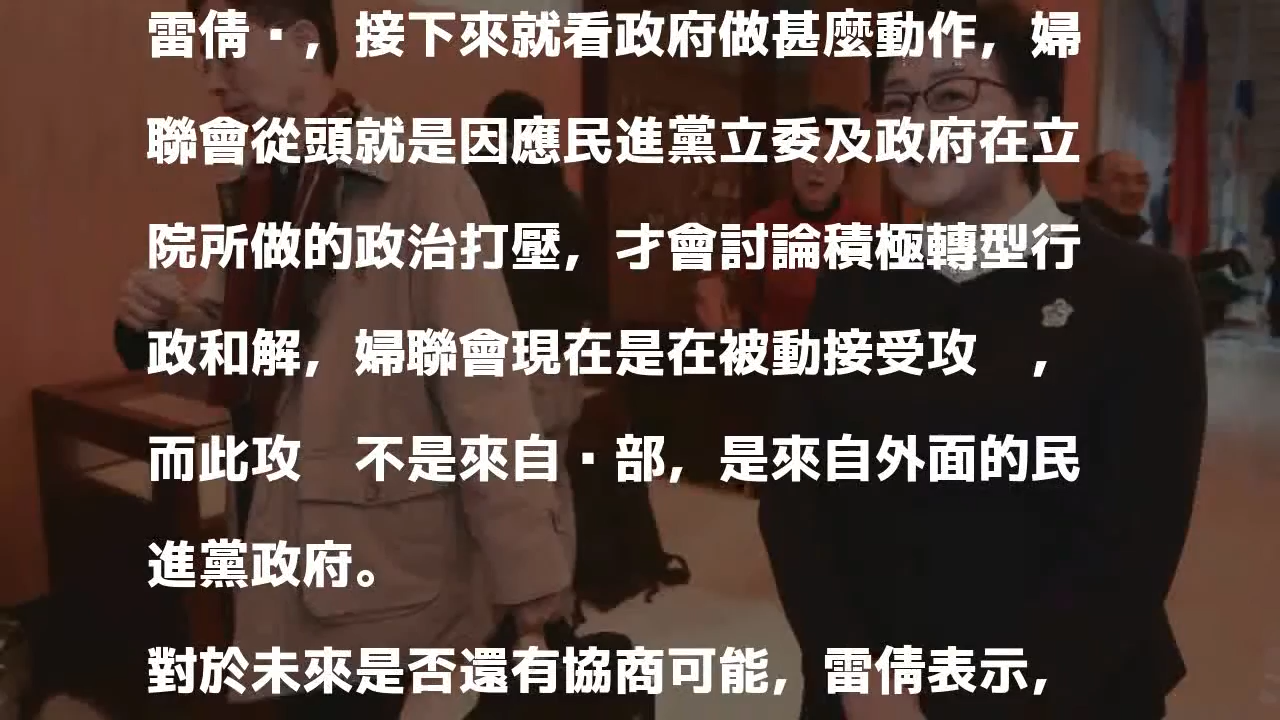 雷倩▪，接下來就看政府做甚麼動作，婦
聯會從頭就是因應民進黨立委及政府在立
院所做的政治打壓，才會討論積極轉型行
政和解，婦聯會現在是在被動接受攻　，
而此攻　不是來自▪部，是來自外面的民
進黨政府。
對於未來是否還有協商可能，雷倩表示，